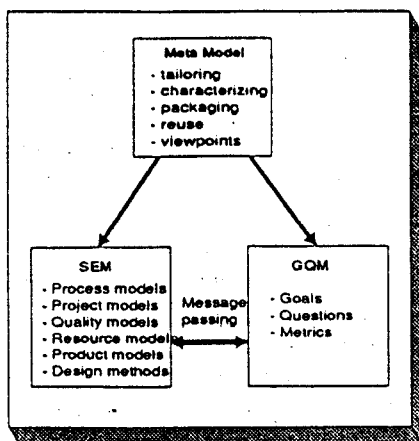 Meta Model
- tailoring
- characterizing
- packaging
- reuse
- viewpoints
SEM
- Process models
- Project models
- Quality models
- Resource models
- Product models
- Design methods
Message
passing
GQM
- Goals
- Questions
- Metrics